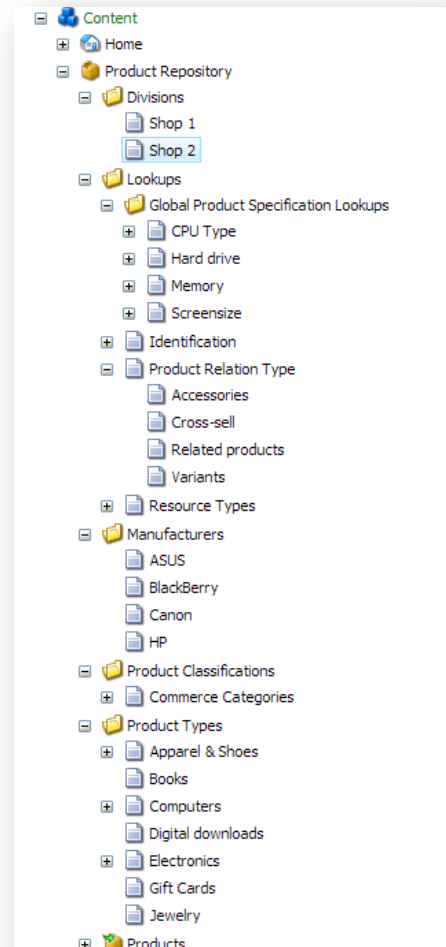 Content
Home
Product Repository
Divisions
Shop 1
Shop 2
Lookups
Global Product Specification Lookups
CPU Type
Hard drive
Memory
Screensize
Identification
Product Relation Type
Accessories
Cross-sell
Related products
Variants
Resource Types
Manufacturers
ASUS
BlackBerry
Canon
HP
Product Classifications
Commerce Categories
Product Types
Apparel & Shoes
Books
Computers
Digital downloads
Electronics
Gift Cards
Jewelry
Products